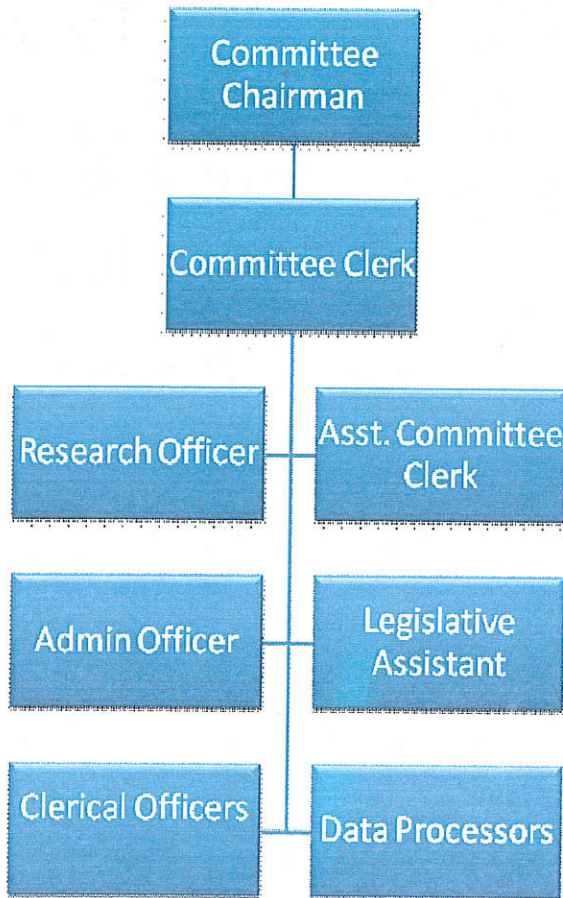 Committee
Chairman
Committee Clerk
Research Officer
Asst. Committee
Clerk
Admin Officer
Legislative
Assistant
Clerical Officers
Data Processors